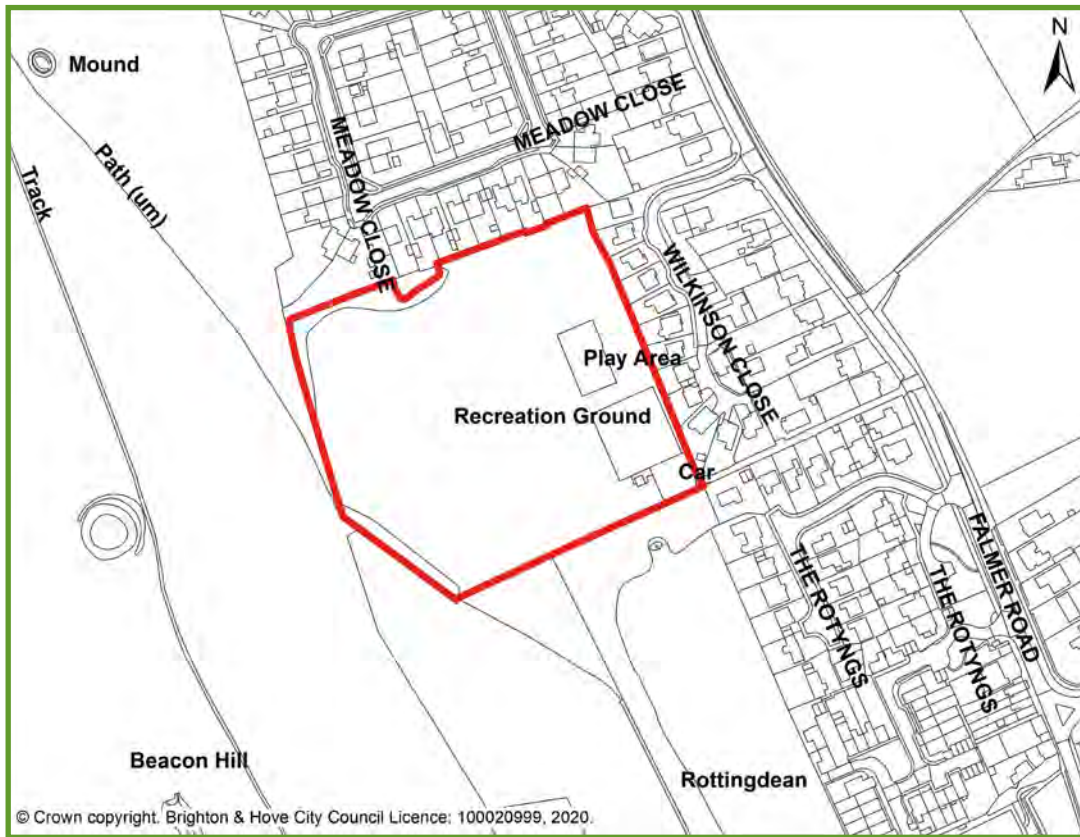 N
Mound
MEADOW CLOSE
MEADOW CLOSE
Path (um)
Track
WILKINSON CLOSE
Play Area
Recreation Ground
Car
FALMER ROAD
THE ROTYNGS
THE ROTYNGS
Beacon Hill
Rottingdean
© Crown copyright. Brighton & Hove City Council Licence: 100020999, 2020.